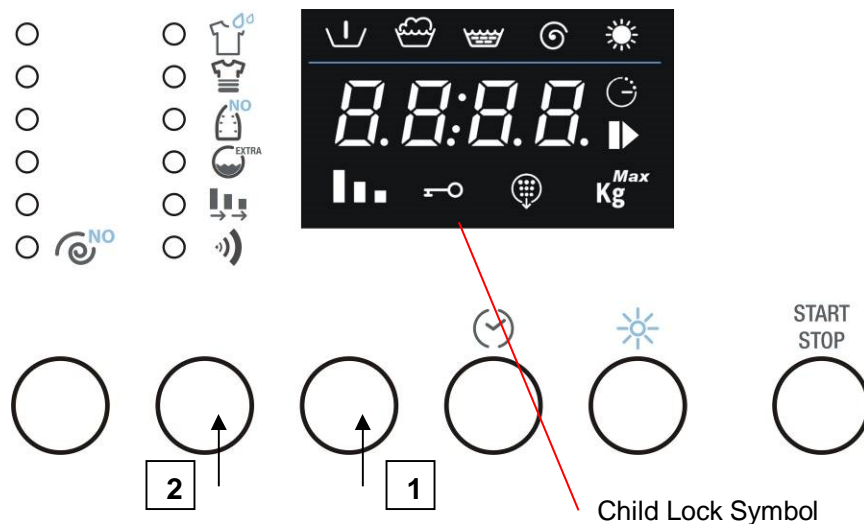 NO
EXTRA
NO
8.8:8.8.
Max
Kg
START
STOP
2
1
Child Lock Symbol